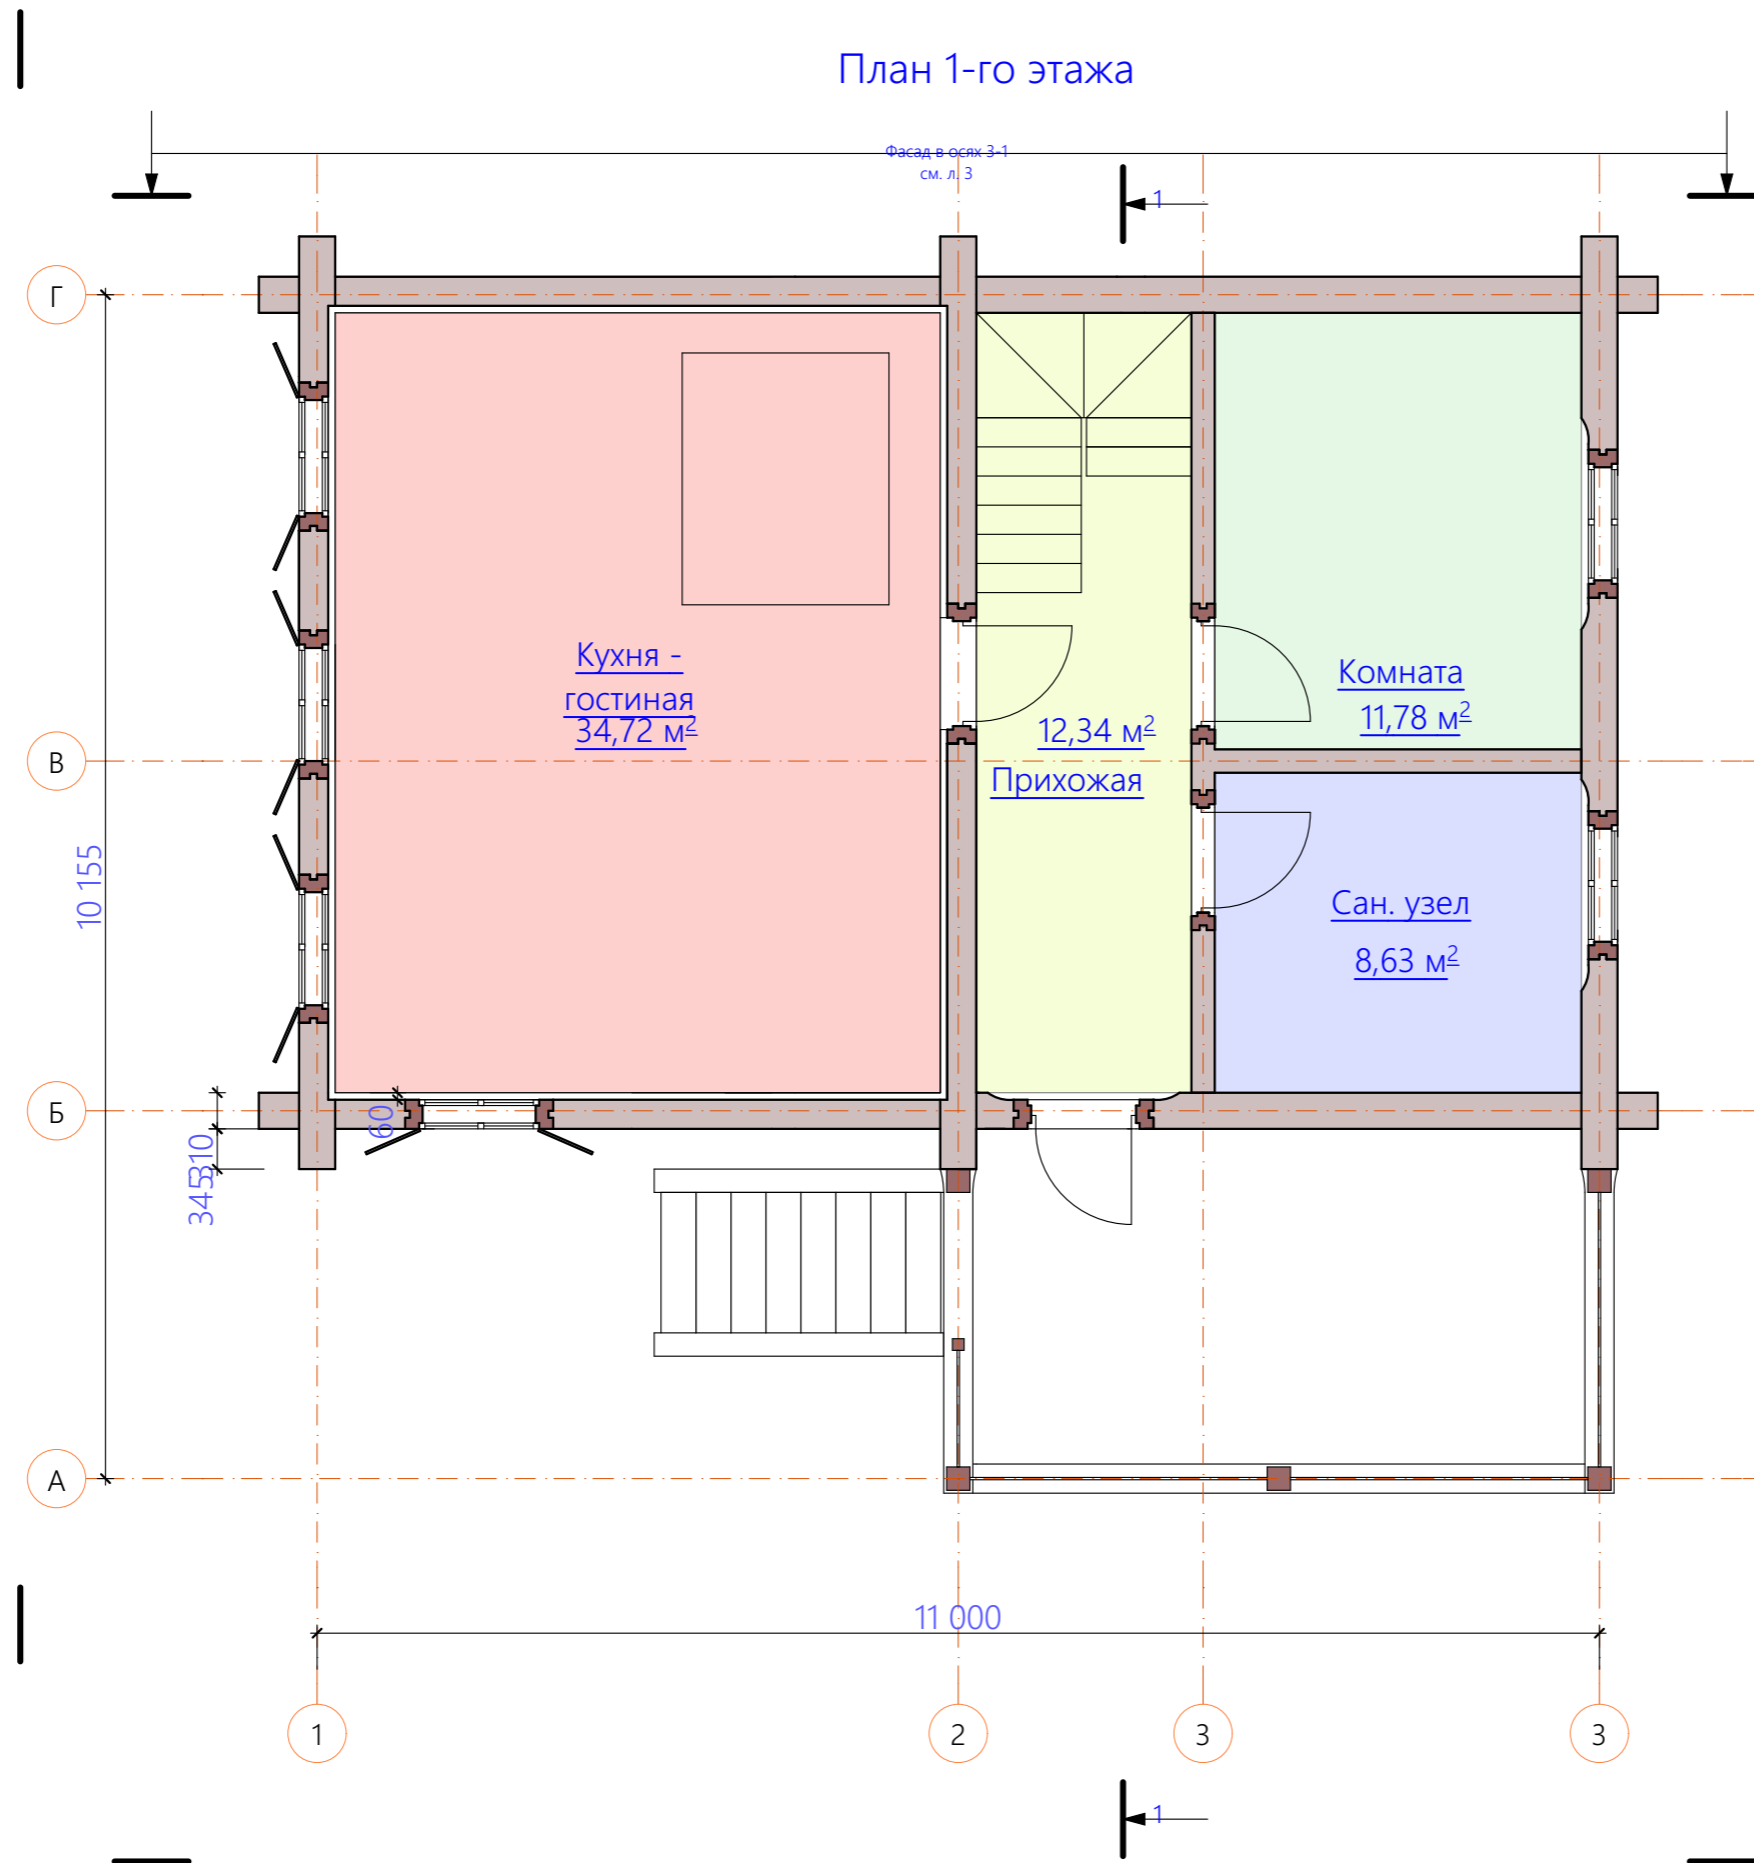 План 1-го этажа
Фасад в осях 3-1
см. л. 3
1
Г
Кухня -
гостиная
34,72 м²
Комната
11,78 м²
12,34 м²
Прихожая
В
10 155
Сан. узел
8,63 м²
Б
60
310
345
А
11 000
1
2
3
3
1